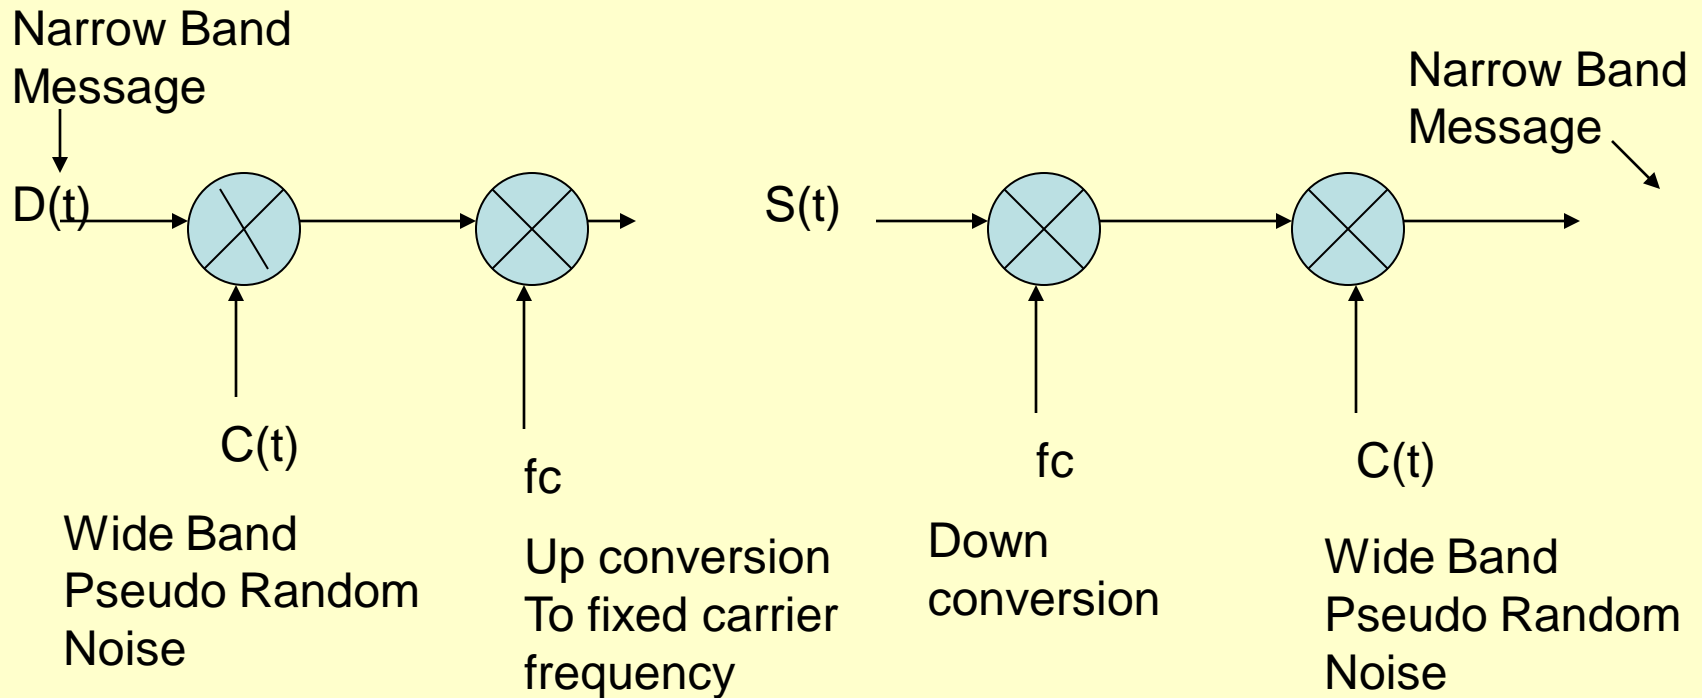 Narrow Band
Message
Narrow Band
Message
D(t)
S(t)
C(t)
fc
fc
C(t)
Wide Band
Pseudo Random
Noise
Up conversion
To fixed carrier
frequency
Down
conversion
Wide Band
Pseudo Random
Noise